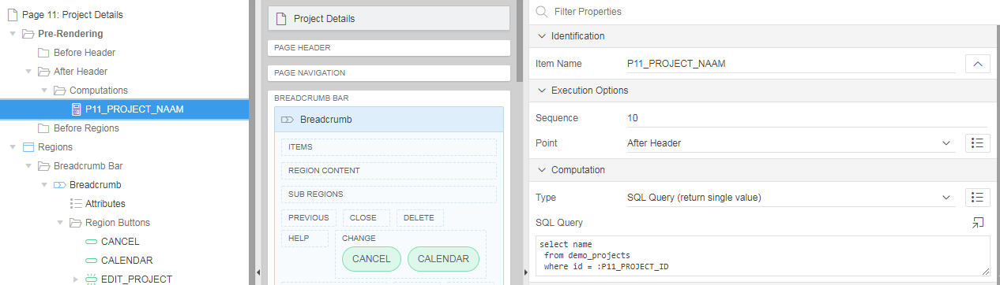 Page 11: Project Details
Pre-Rendering
Before Header
After Header
Computations
P11_PROJECT_NAAM
Before Regions
Regions
Breadcrumb Bar
Breadcrumb
Attributes
Region Buttons
CANCEL
CALENDAR
EDIT_PROJECT
Project Details
PAGE HEADER
PAGE NAVIGATION
BREADCRUMB BAR
Breadcrumb
ITEMS
REGION CONTENT
SUB REGIONS
PREVIOUS CLOSE DELETE
HELP CHANGE
CANCEL CALENDAR
Filter Properties
Identification
Item Name P11_PROJECT_NAAM
Execution Options
Sequence 10
Point After Header
Computation
Type SQL Query (return single value)
SQL Query
select name
from demo_projects
where id = :P11_PROJECT_ID